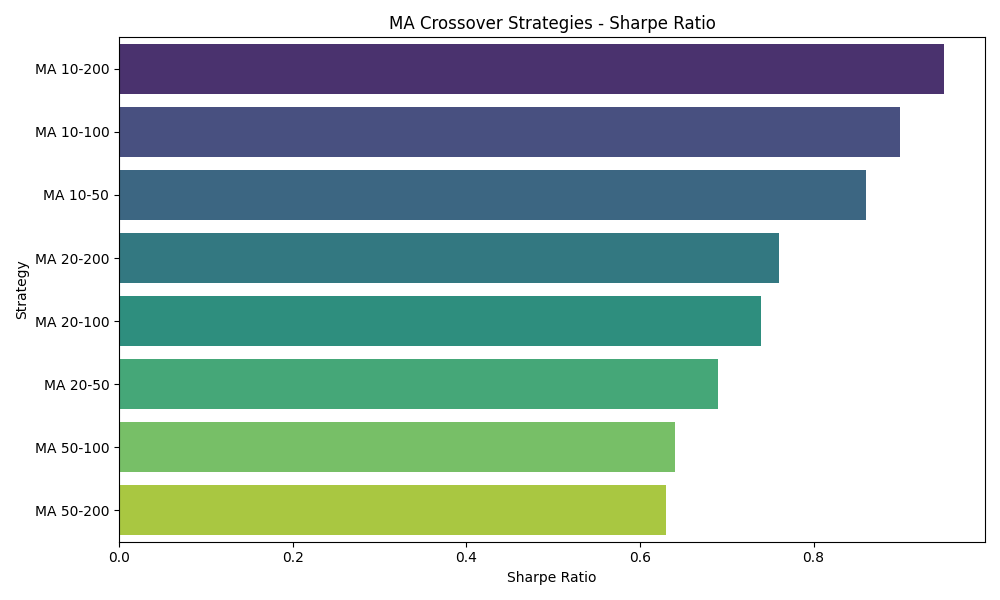 MA Crossover Strategies - Sharpe Ratio
Strategy
MA 10-200
MA 10-100
MA 10-50
MA 20-200
MA 20-100
MA 20-50
MA 50-100
MA 50-200
0.0 0.2 0.4 0.6 0.8
Sharpe Ratio